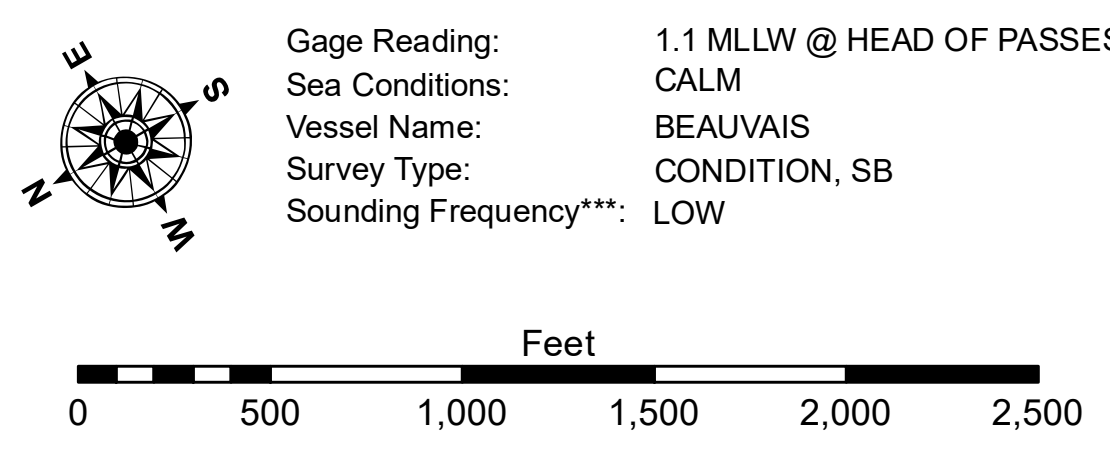 E
S
N
W
Gage Reading: 1.1 MLLW @ HEAD OF PASSES
Sea Conditions: CALM
Vessel Name: BEAUVAIS
Survey Type: CONDITION, SB
Sounding Frequency***: LOW
Feet
0 500 1,000 1,500 2,000 2,500